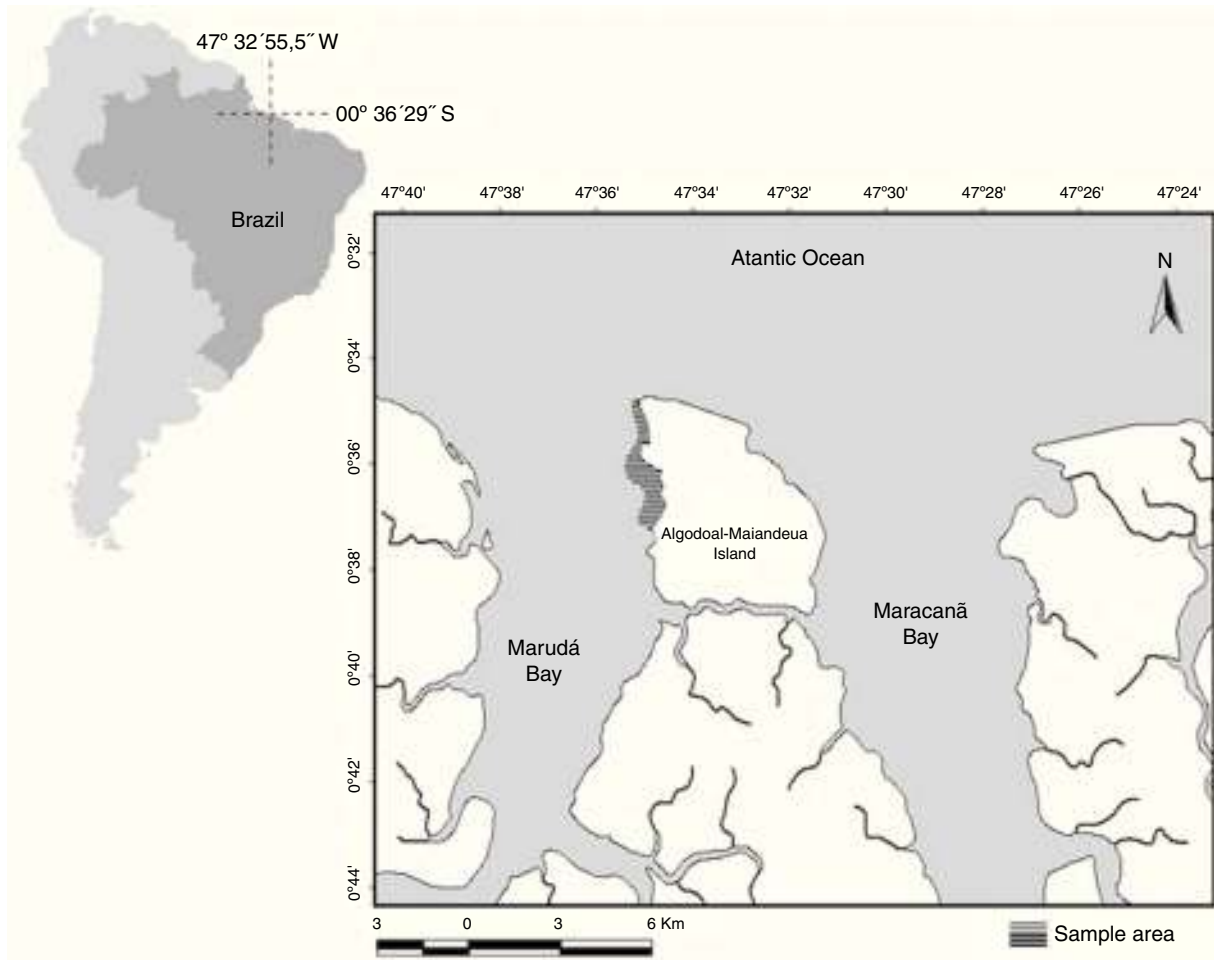 47º 32´55,5˝ W
00º 36´29˝ S
Brazil
47º40' 47º38' 47º36' 47º34' 47º32' 47º30' 47º28' 47º26' 47º24'
0º32'
0º34'
0º36'
0º38'
0º40'
0º42'
0º44'
Atantic Ocean
N
Algodoal-Maiandeua
Island
Maracanã
Bay
Marudá
Bay
3 0 3 6 Km
Sample area